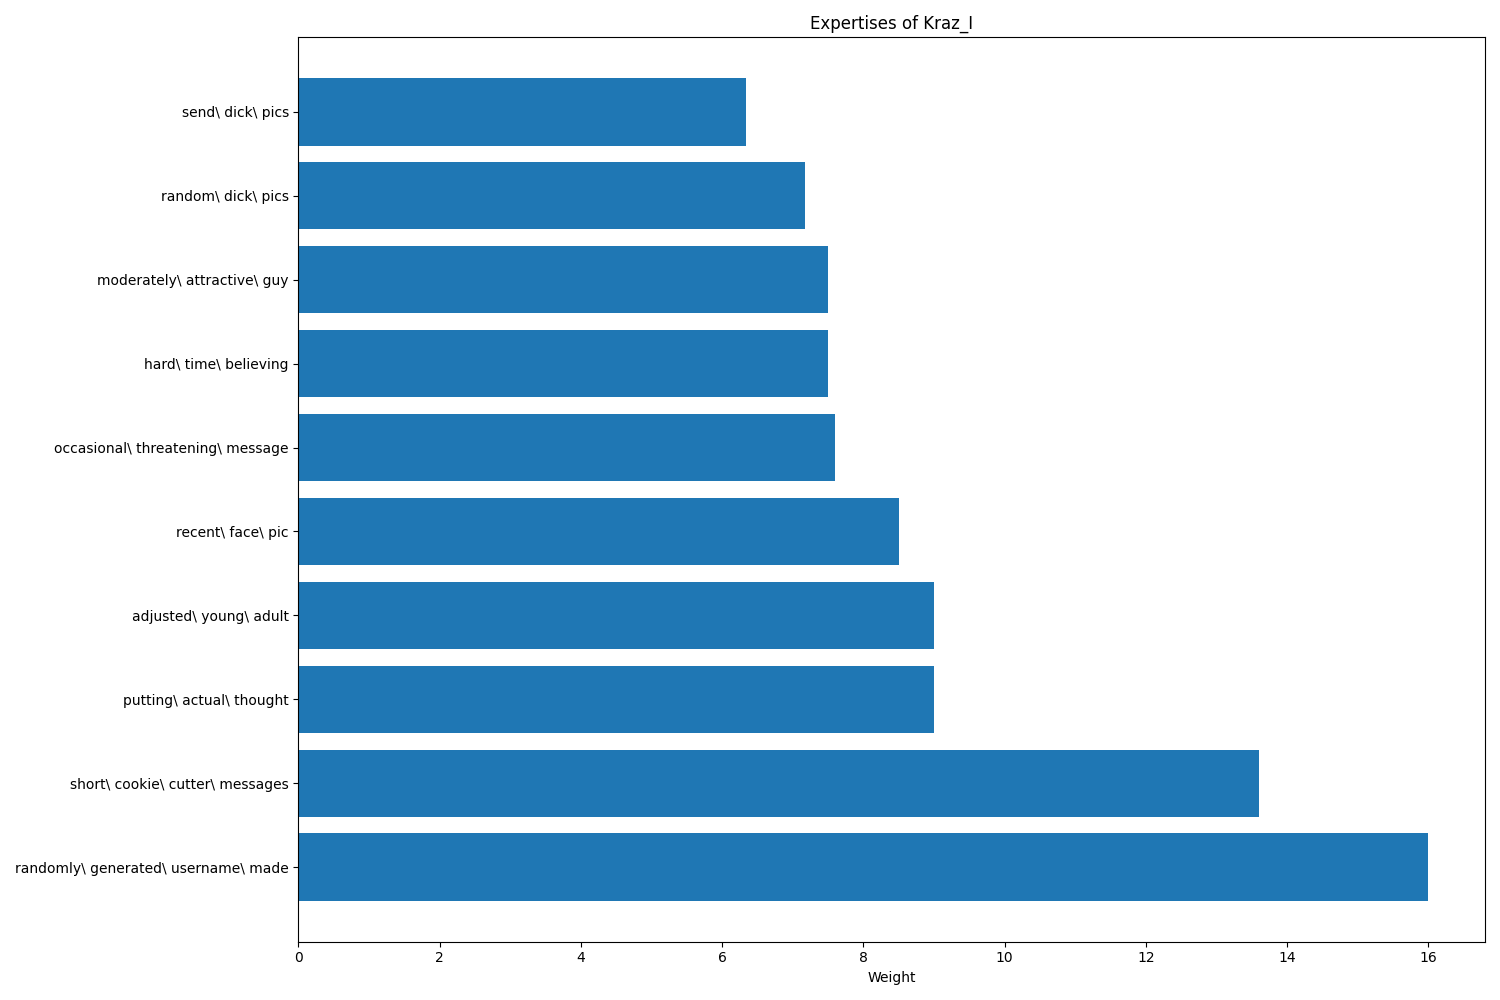 Expertises of Kraz_I
send\ dick\ pics
random\ dick\ pics
moderately\ attractive\ guy
hard\ time\ believing
occasional\ threatening\ message
recent\ face\ pic
adjusted\ young\ adult
putting\ actual\ thought
short\ cookie\ cutter\ messages
randomly\ generated\ username\ made
0 2 4 6 8 10 12 14 16
Weight